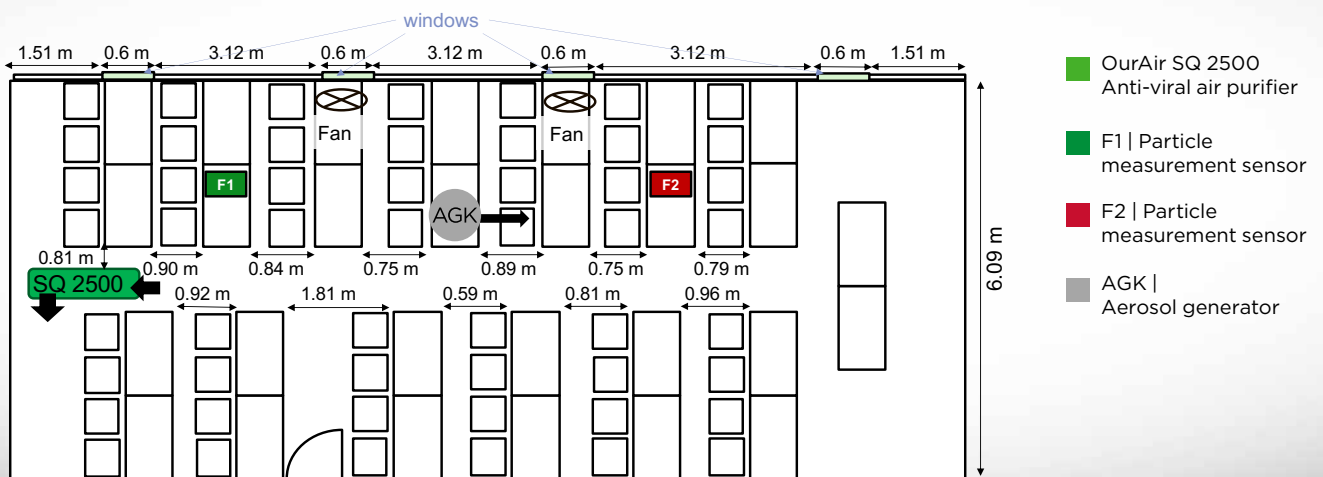 windows
1.51 m 0.6 m 3.12 m 0.6 m 3.12 m 0.6 m 3.12 m 0.6 m 1.51 m
Fan Fan
F1 F2
AGK
0.81 m
0.90 m 0.84 m 0.75 m 0.89 m 0.75 m 0.79 m
SQ 2500
0.92 m 1.81 m 0.59 m 0.81 m 0.96 m
6.09 m
OurAir SQ 2500
Anti-viral air purifier
F1 | Particle
measurement sensor
F2 | Particle
measurement sensor
AGK |
Aerosol generator